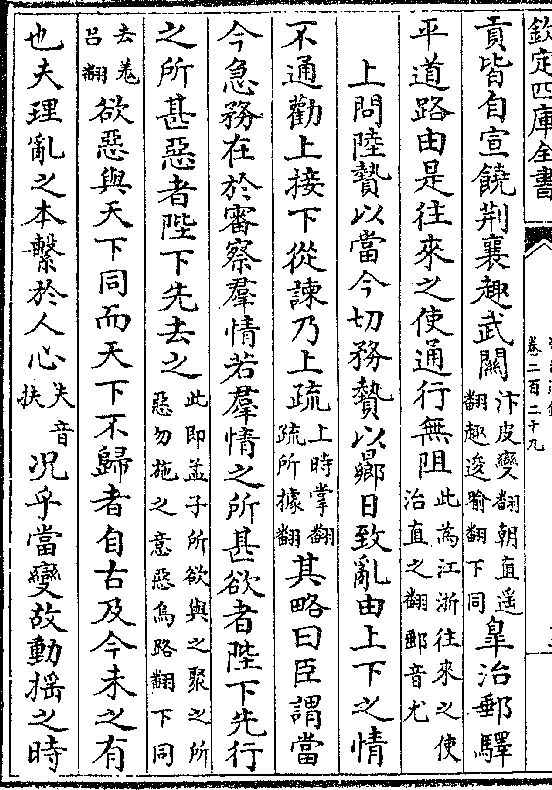 欽定四庫全書
卷二百二十九
貢皆自宣饒荆襄趣武關汴皮變翻朝直遥翻趣逡喻翻下同臯治郵驛
平道路由是往來之使通行無阻此為江浙往來之使治直之翻郵音尤
上問陸贄以當今切務贄以曏日致亂由上下之情
不通勸上接下從諫乃上疏上時掌翻疏所據翻其略曰臣謂當
今急務在於審察羣情若羣情之所甚欲者陛下先行
之所甚惡者陛下先去之此即孟子所欲與之聚之所惡勿施之意惡烏路翻下同
去羗吕翻欲惡與天下同而天下不歸者自古及今未之有
也夫理亂之本繫於人心夫音扶况乎當變故動揺之時